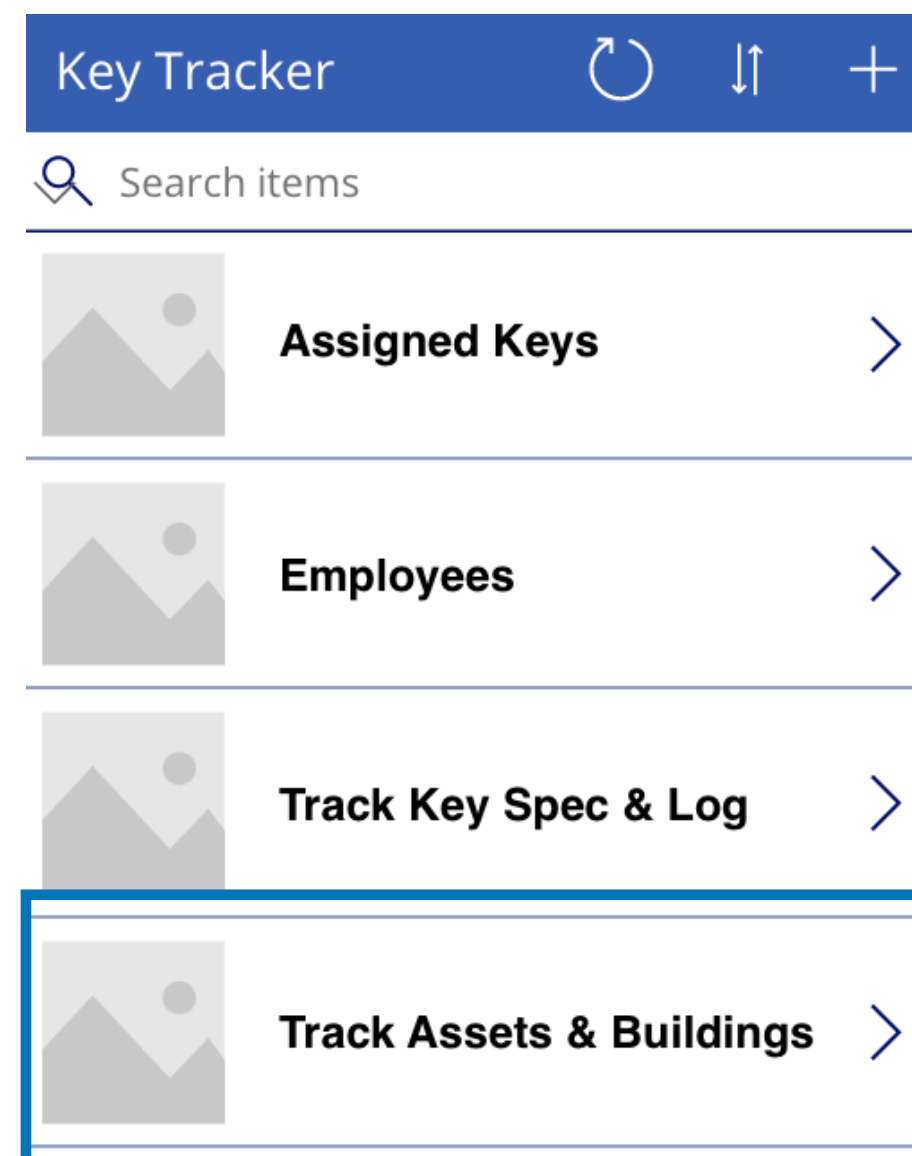 Key Tracker
Search items
Assigned Keys
Employees
Track Key Spec & Log
Track Assets & Buildings